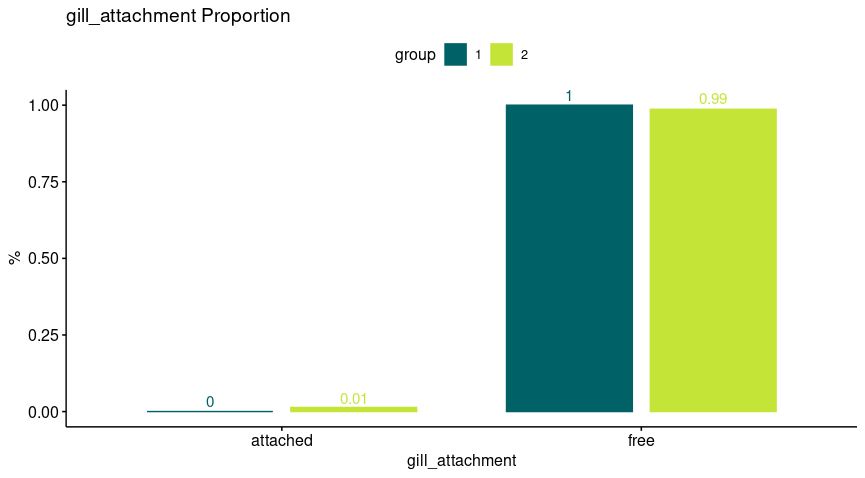 gill_attachment Proportion
group 1 2
1.00
0.75
0.50
0.25
0.00
%
0
0.01
1
0.99
attached
free
gill_attachment